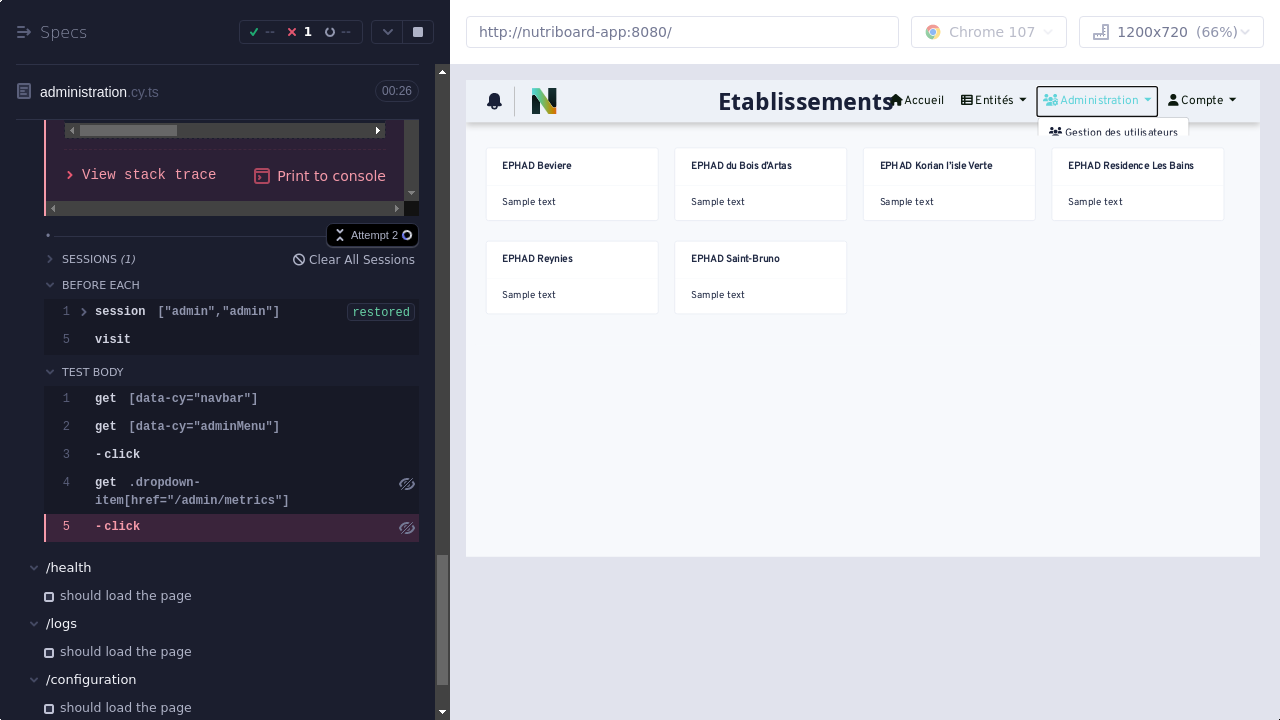 Specs
--
1
--
administration.cy.ts
00:26
View stack trace
Print to console
Attempt 2
SESSIONS (1)
Clear All Sessions
BEFORE EACH
1 session ["admin","admin"] restored
5 visit
TEST BODY
1 get [data-cy="navbar"]
2 get [data-cy="adminMenu"]
3 -click
4 get .dropdown-
item[href="/admin/metrics"]
5 -click
/health
should load the page
/logs
should load the page
/configuration
should load the page
http://nutriboard-app:8080/
Chrome 107
1200x720 (66%)
Etablissements
Accueil
Entités
Administration
Compte
Gestion des utilisateurs
EPHAD Beviere
Sample text
EPHAD du Bois d'Artas
Sample text
EPHAD Korian l'isle Verte
Sample text
EPHAD Residence Les Bains
Sample text
EPHAD Reynies
Sample text
EPHAD Saint-Bruno
Sample text